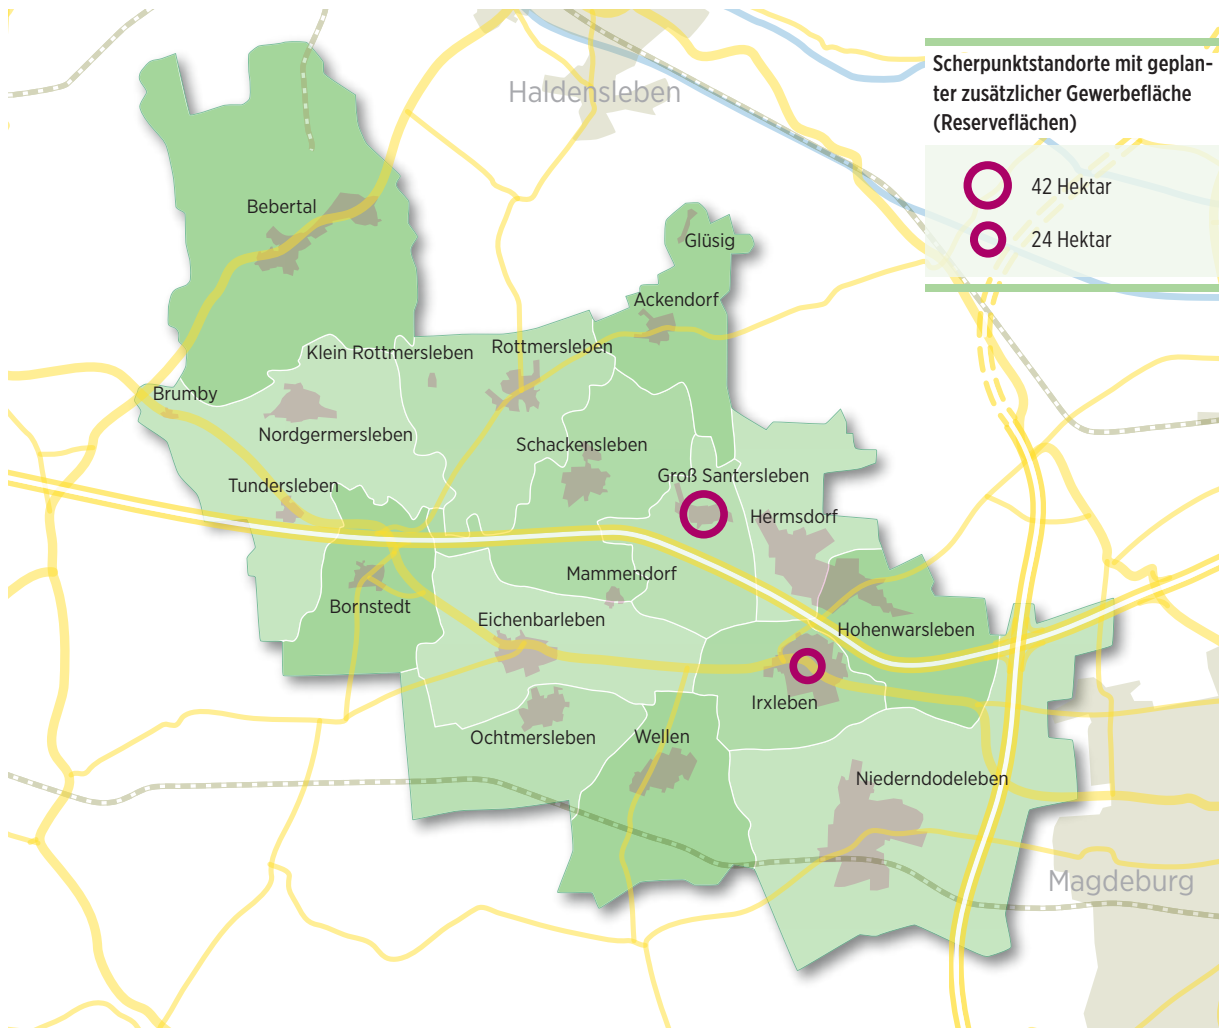 Scherpunktstandorte mit geplan-
ter zusätzlicher Gewerbefläche
(Reserveflächen)
42 Hektar
24 Hektar
Haldensleben
Bebertal
Glüsig
Ackendorf
Klein Rottmersleben
Rottmersleben
Brumby
Nordgermersleben
Schackensleben
Groß Santersleben
Tundersleben
Hermsdorf
Mammendorf
Bornstedt
Eichenbarleben
Hohenwarsleben
Irxleben
Ochtmersleben
Wellen
Niederndodeleben
Magdeburg